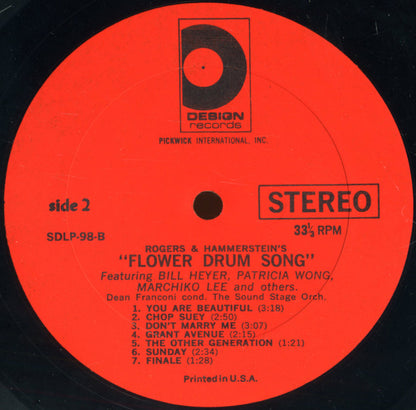 DESIGN
records
PICKWICK INTERNATIONAL, INC.
side 2
STEREO
SDLP-98-B
33⅓ RPM
ROGERS & HAMMERSTEIN'S
"FLOWER DRUM SONG"
Featuring BILL HEYER, PATRICIA WONG,
MARCHIKO LEE and others.
Dean Franconi cond. The Sound Stage Orch.
1. YOU ARE BEAUTIFUL (3:18)
2. CHOP SUEY (2:50)
3. DON'T MARRY ME (3:07)
4. GRANT AVENUE (2:15)
5. THE OTHER GENERATION (1:21)
6. SUNDAY (2:34)
7. FINALE (1:28)
Printed in U.S.A.